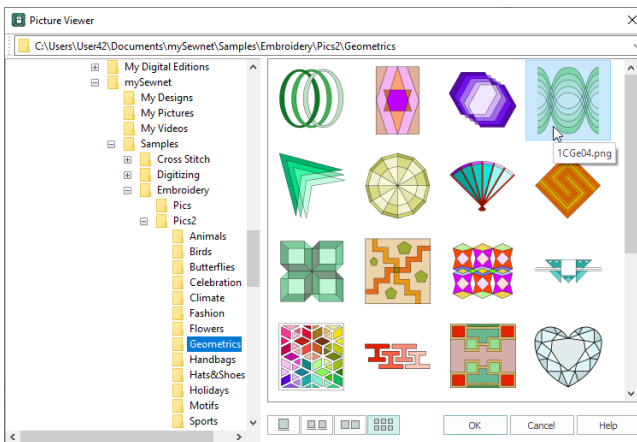 Picture Viewer
C:\Users\User42\Documents\mySewnet\Samples\Embroidery\Pics2\Geometrics
My Digital Editions
mySewnet
My Designs
My Pictures
My Videos
Samples
Cross Stitch
Digitizing
Embroidery
Pics
Pics2
Animals
Birds
Butterflies
Celebration
Climate
Fashion
Flowers
Geometrics
Handbags
Hats&Shoes
Holidays
Motifs
Sports
1CGe04.png
OK
Cancel
Help